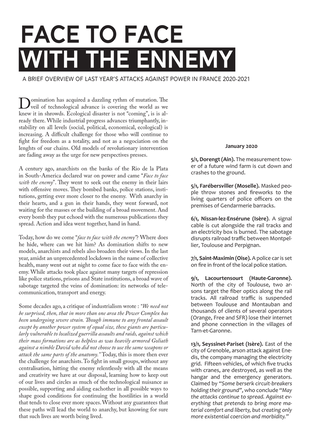 FACE TO FACE
WITH THE ENNEMY
A BRIEF OVERVIEW OF LAST YEAR'S ATTACKS AGAINST POWER IN FRANCE 2020-2021
Domination has acquired a dazzling rythm of mutation. The
veil of technological advance is covering the world as we
knew it in shrowds. Ecological disaster is not "coming", it is al-
ready there. While industrial progress advances triumphantly, in-
stability on all levels (social, political, economical, ecological) is
increasing. A difficult challenge for those who will continue to
fight for freedom as a totality, and not as a negociation on the
lenghts of our chains. Old models of revolutionary intervention
are fading away as the repressive perspectives
A century ago, anarchists on the banks of the Rio de la Plata
in South-America declared war on power and came "Face to face
with the enemy". They went to seek out the enemy in their lairs
with offensive moves. They bombed banks, police stations, insti-
tutions, getting ever more closer to the enemy. With anarchy in
their hearts, and a gun in their hands, they went forward, not
waiting for the masses or the building of a broad movement. And
every bomb they put echoed with the numerous publications they
spread. Action and idea went together, hand in hand.
Today, how do we come "face to face with the enemy"? Where does
he hide, where can we hit him? As domination shifts to new
models, anarchists and rebels also broaden their views. In the last
year, amidst an unprecedented lockdown in the name of collective
health, many went out at night to come face to face with the en-
emy. While attacks took place against many targets of repression
like police stations, prisons and State institutions, a broad wave of
sabotage targeted the veins of domination: its networks of tele-
communication, transport and energy.
Some decades ago, a critique of industrialism wrote : "We need not
be surprised, then, that in more than one area the Power Complex has
been undergoing severe strain. Though immune to any frontal assault
except by another power system of equal size, these giants are particu-
larly vulnerable to localized guerrilla assaults and raids, against which
their mass formations are as helpless as was heavily armored Goliath
against a nimble David who did not choose to use the same weapons or
attack the same parts of the anatomy." Today, this is more then ever
the challenge for anarchists. To fight in small groups, without any
centralisation, hitting the enemy relentlessly with all the means
and creativity we have at our disposal, learning how to keep out
of our lives and circles as much of the technological nuisance as
possible, supporting and aiding eachother in all possible ways to
shape good conditions for continuing the hostilities in a world
that tends to close ever more spaces. Without any guarantees that
these paths will lead the world to anarchy, but knowing for sure
that such lives are worth being lived.
January 2020
5/1, Dorengt (Ain). The measurement tow-
er of a future wind farm is cut down and
crashes to the ground.
5/1, Farébersviller (Moselle). Masked peo-
ple throw stones and fireworks to the
living quarters of police officers on the
premises of Gendarmerie barracks.
6/1, Nissan-lez-Ensérune (Isère). A signal
cable is cut alongside the rail tracks and
an electricity box is burned. The sabotage
disrupts railroad traffic between Montpel-
lier, Toulouse and Perpignan.
7/1, Saint-Maximin (Oise). A police car is set
on fire in front of the local police station.
9/1, Lacourtensourt (Haute-Garonne).
North of the city of Toulouse, two ar-
sons target the fiber optics along the rail
tracks. All railroad traffic is suspended
between Toulouse and Montauban and
thousands of clients of several operators
(Orange, Free and SFR) lose their internet
and phone connection in the villages of
Tarn-et-Garonne.
13/1, Seyssinet-Pariset (Isère). East of the
city of Grenoble, arson attacks against Ene-
dis, the company managing the electricity
grid. Fifteen vehicles, of which five trucks
with cranes, are destroyed, as well as the
hangar and the emergency generators.
Claimed by "Some berserk circuit breakers
holding their ground", who conclude "May
the attacks continue to spread. Against ev-
erything that pretends to bring more ma-
terial comfort and liberty, but creating only
more existential coercion and morbidity."